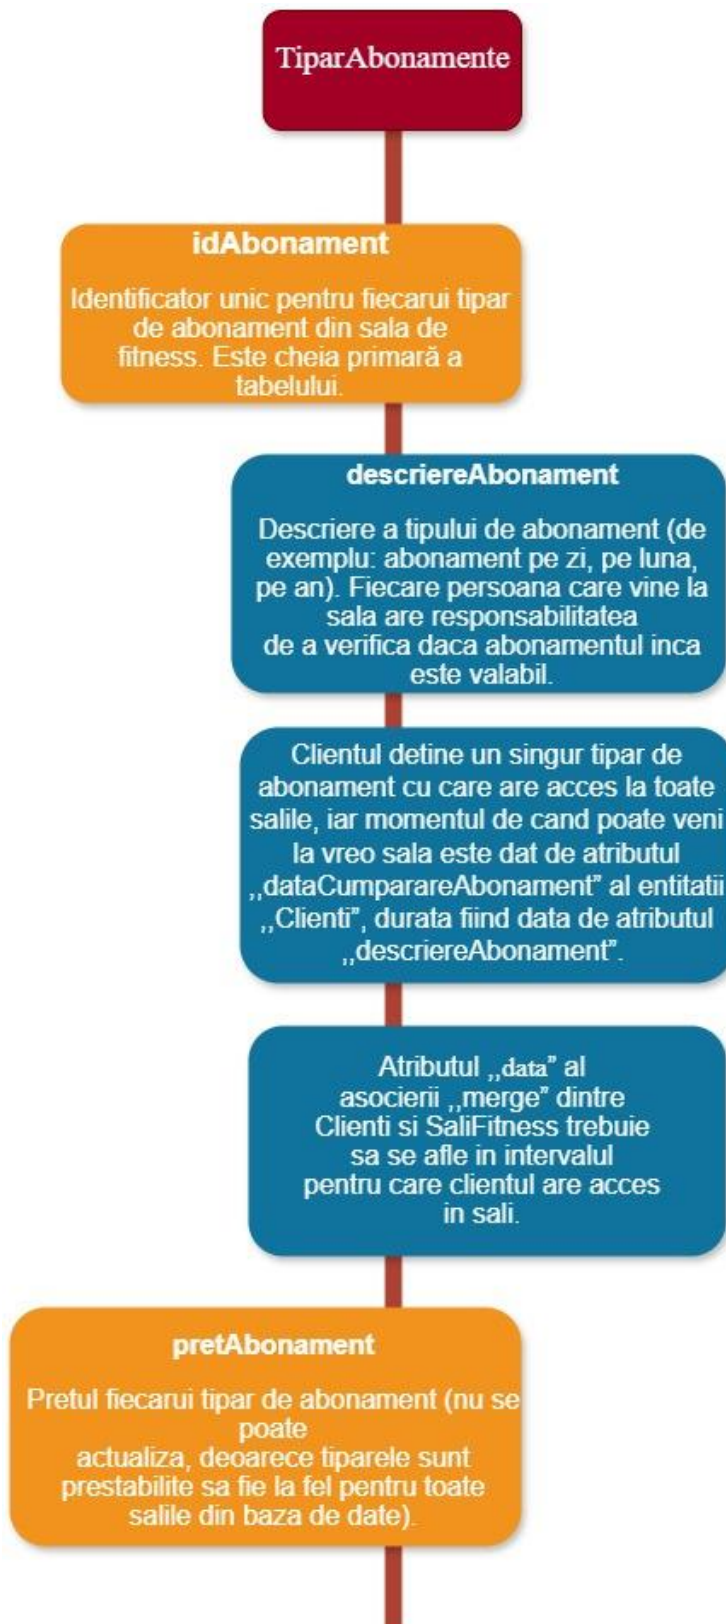 TiparAbonamente
idAbonament
Identificator unic pentru fiecarui tipar
de abonament din sala de
fitness. Este cheia primară a
tabelului.
descriereAbonament
Descriere a tipului de abonament (de
exemplu: abonament pe zi, pe luna,
pe an). Fiecare persoana care vine la
sala are responsabilitatea
de a verifica daca abonamentul inca
este valabil.
Clientul detine un singur tipar de
abonament cu care are acces la toate
salile, iar momentul de cand poate veni
la vreo sala este dat de atributul
,,dataCumparareAbonament” al entitatii
,,Clienti”, durata fiind data de atributul
,,descriereAbonament”.
Atributul ,,data” al
asocierii ,,merge” dintre
Clienti si SaliFitness trebuie
sa se afle in intervalul
pentru care clientul are acces
in sali.
pretAbonament
Pretul fiecarui tipar de abonament (nu se
poate
actualiza, deoarece tiparele sunt
prestabilite sa fie la fel pentru toate
salile din baza de date).